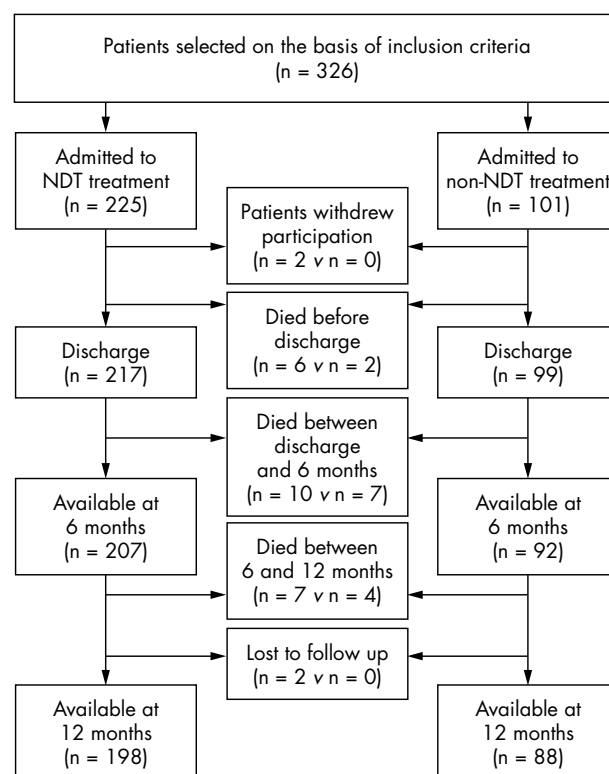 Patients selected on the basis of inclusion criteria
(n = 326)
Admitted to
NDT treatment
(n = 225)
Admitted to
non-NDT treatment
(n = 101)
Patients withdrew
participation
(n = 2 v n = 0)
Died before
discharge
(n = 6 v n = 2)
Discharge
(n = 217)
Discharge
(n = 99)
Died between
discharge
and 6 months
(n = 10 v n = 7)
Available at
6 months
(n = 207)
Available at
6 months
(n = 92)
Died between
6 and 12 months
(n = 7 v n = 4)
Lost to follow up
(n = 2 v n = 0)
Available at
12 months
(n = 198)
Available at
12 months
(n = 88)